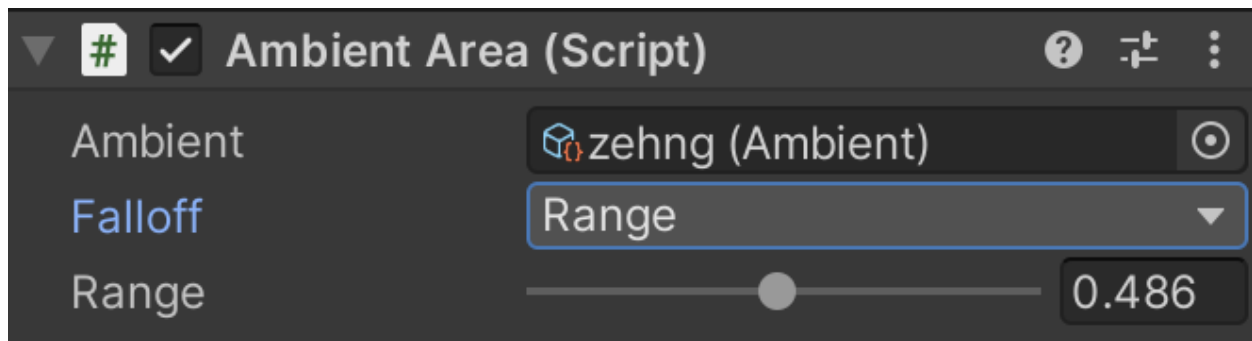 # Ambient Area (Script)
Ambient zehng (Ambient)
Falloff Range
Range 0.486